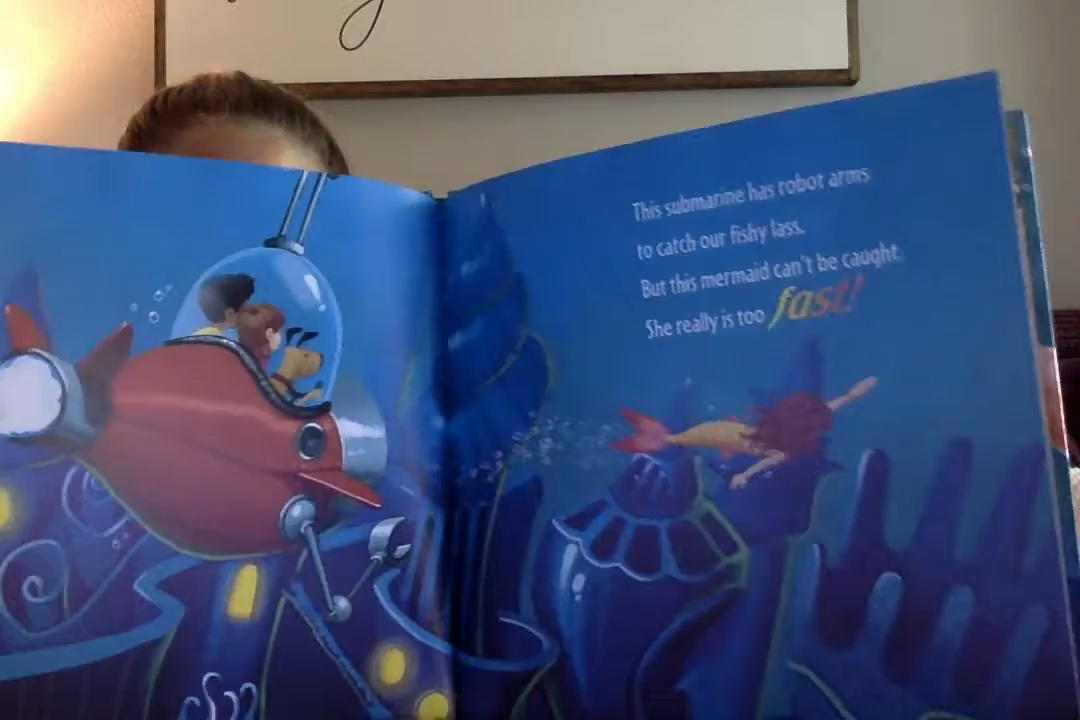 This submarine has robot arms
to catch our fishy lass.
But this mermaid can't be caught.
She really is too fast!